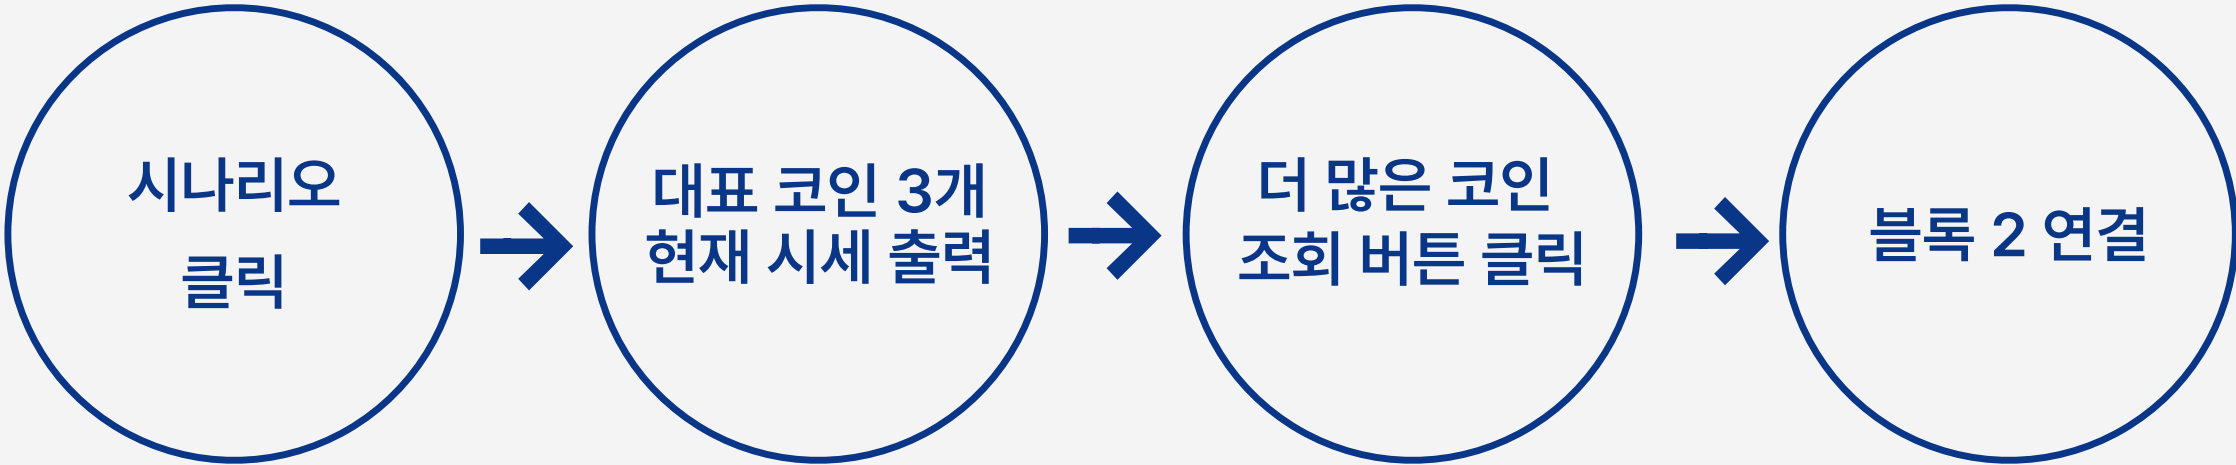 시나리오
클릭
대표 코인 3개
현재 시세 출력
더 많은 코인
조회 버튼 클릭
블록 2 연결